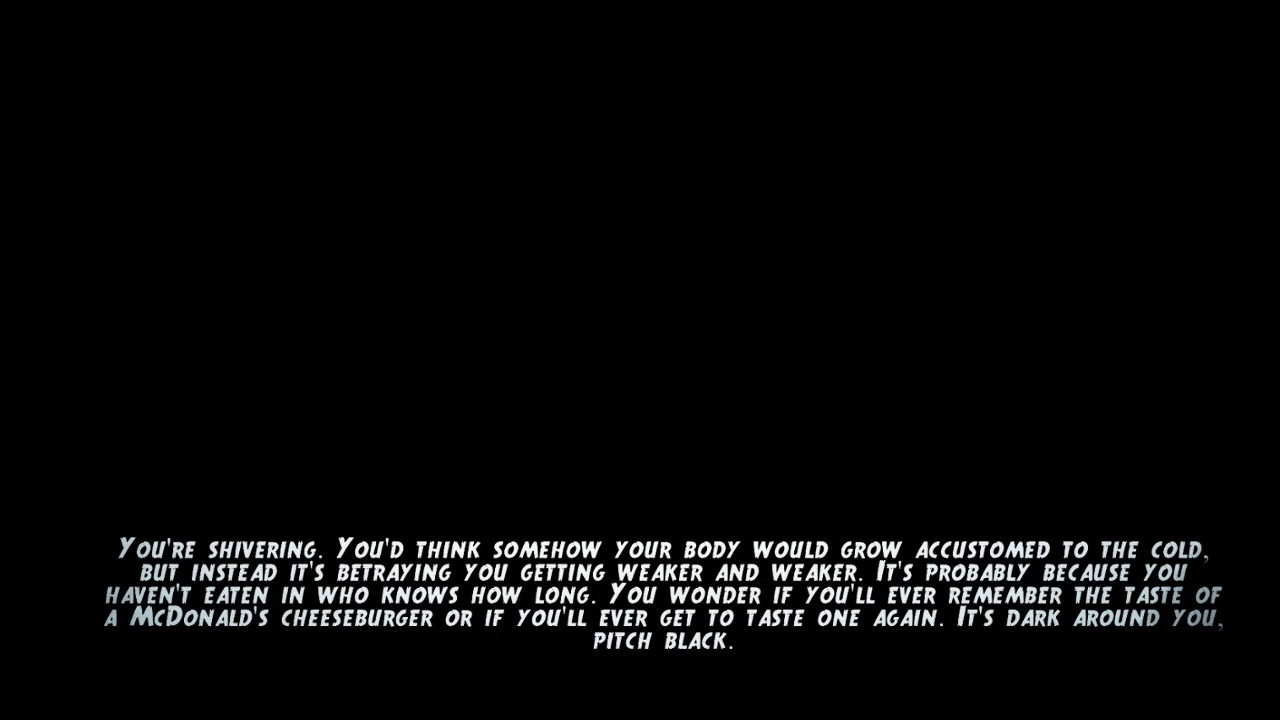 You're shivering. You'd think somehow your body would grow accustomed to the cold,
but instead it's betraying you getting weaker and weaker. It's probably because you
haven't eaten in who knows how long. You wonder if you'll ever remember the taste of
a McDonald's cheeseburger or if you'll ever get to taste one again. It's dark around you,
pitch black.